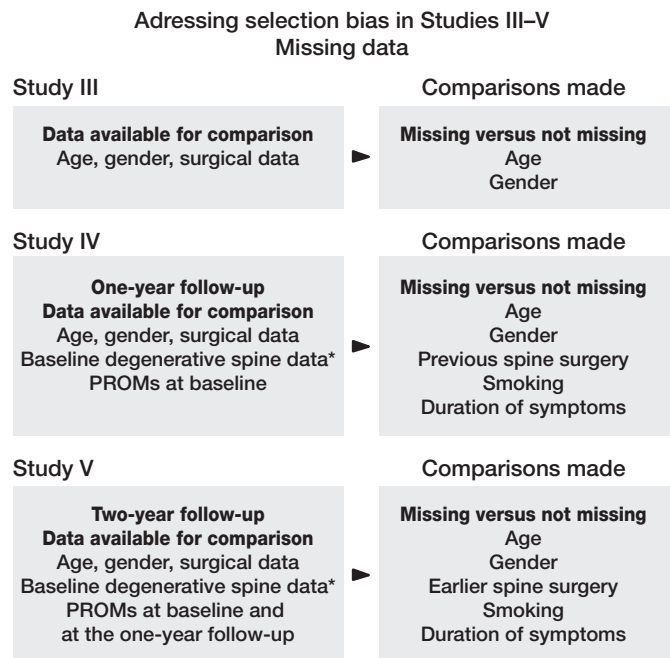 Adressing selection bias in Studies III–V
Missing data
Study III
Comparisons made
Data available for comparison
Age, gender, surgical data
Missing versus not missing
Age
Gender
Study IV
Comparisons made
One-year follow-up
Data available for comparison
Age, gender, surgical data
Baseline degenerative spine data*
PROMs at baseline
Missing versus not missing
Age
Gender
Previous spine surgery
Smoking
Duration of symptoms
Study V
Comparisons made
Two-year follow-up
Data available for comparison
Age, gender, surgical data
Baseline degenerative spine data*
PROMs at baseline and
at the one-year follow-up
Missing versus not missing
Age
Gender
Earlier spine surgery
Smoking
Duration of symptoms